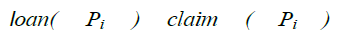 loan( P_i ) claim ( P_i )